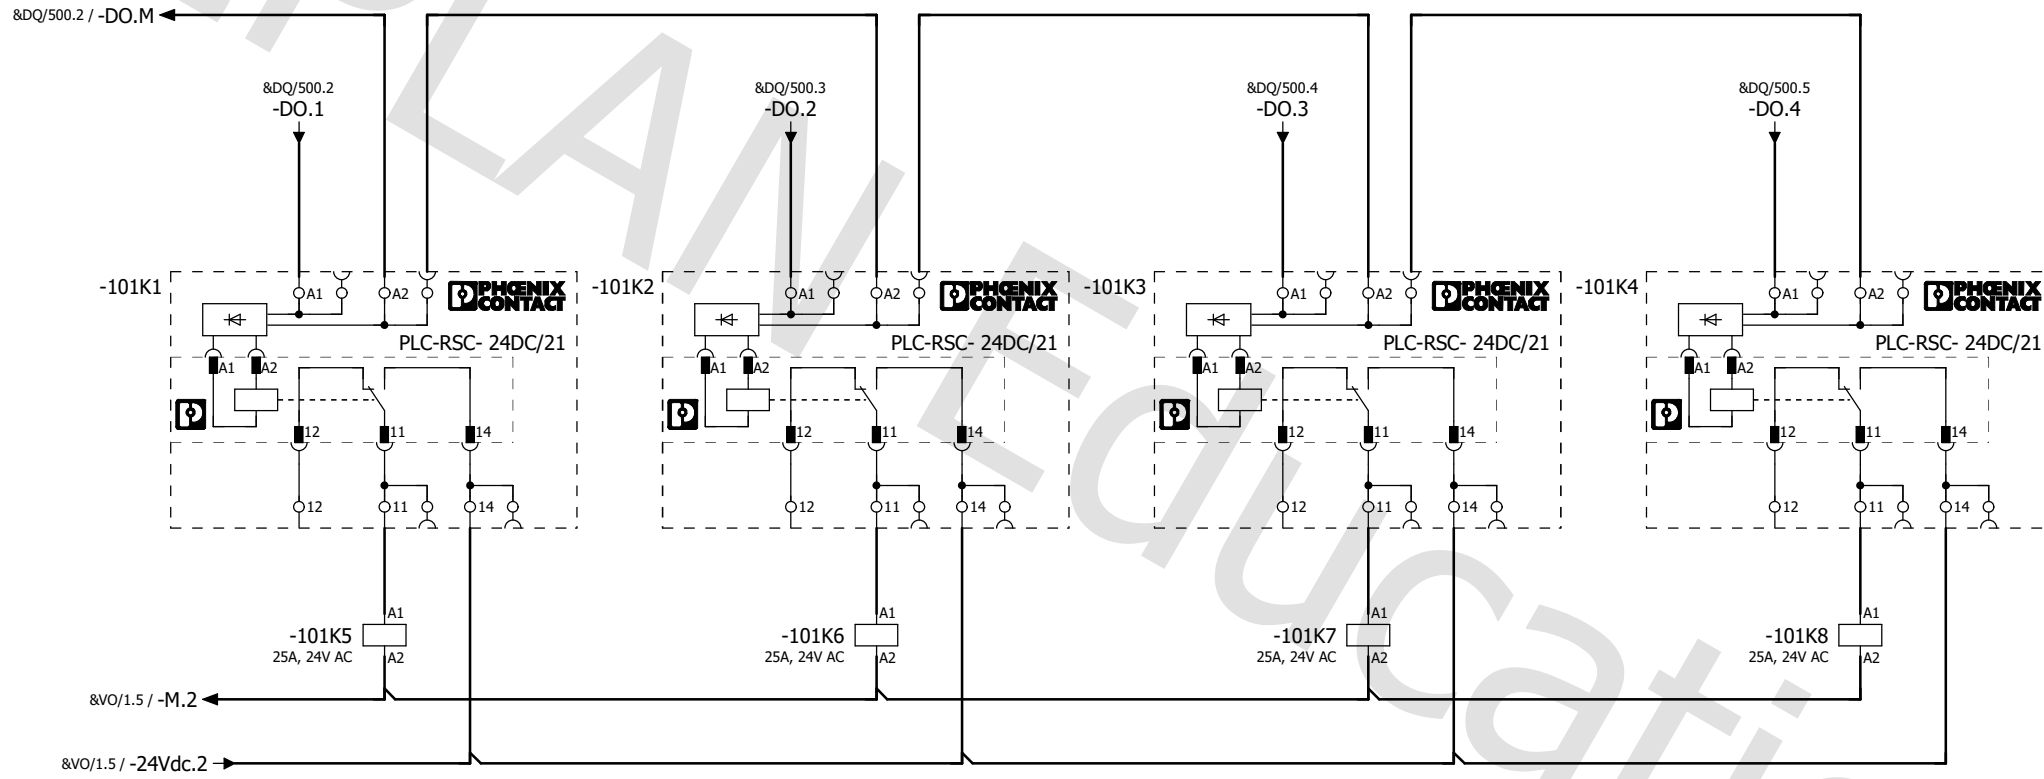 &DQ/500.2 / -DO.M
&DQ/500.2
-DO.1
&DQ/500.3
-DO.2
&DQ/500.4
-DO.3
&DQ/500.5
-DO.4
-101K1
A1
A2
PHŒNIX
CONTACT
PLC-RSC- 24DC/21
A1
A2
12
11
14
12
11
14
-101K2
A1
A2
PHŒNIX
CONTACT
PLC-RSC- 24DC/21
A1
A2
12
11
14
12
11
14
-101K3
A1
A2
PHŒNIX
CONTACT
PLC-RSC- 24DC/21
A1
A2
12
11
14
12
11
14
-101K4
A1
A2
PHŒNIX
CONTACT
PLC-RSC- 24DC/21
A1
A2
12
11
14
12
11
14
A1
-101K5
25A, 24V AC
A2
A1
-101K6
25A, 24V AC
A2
A1
-101K7
25A, 24V AC
A2
A1
-101K8
25A, 24V AC
A2
&VO/1.5 / -M.2
&VO/1.5 / -24Vdc.2
PLAN Educati